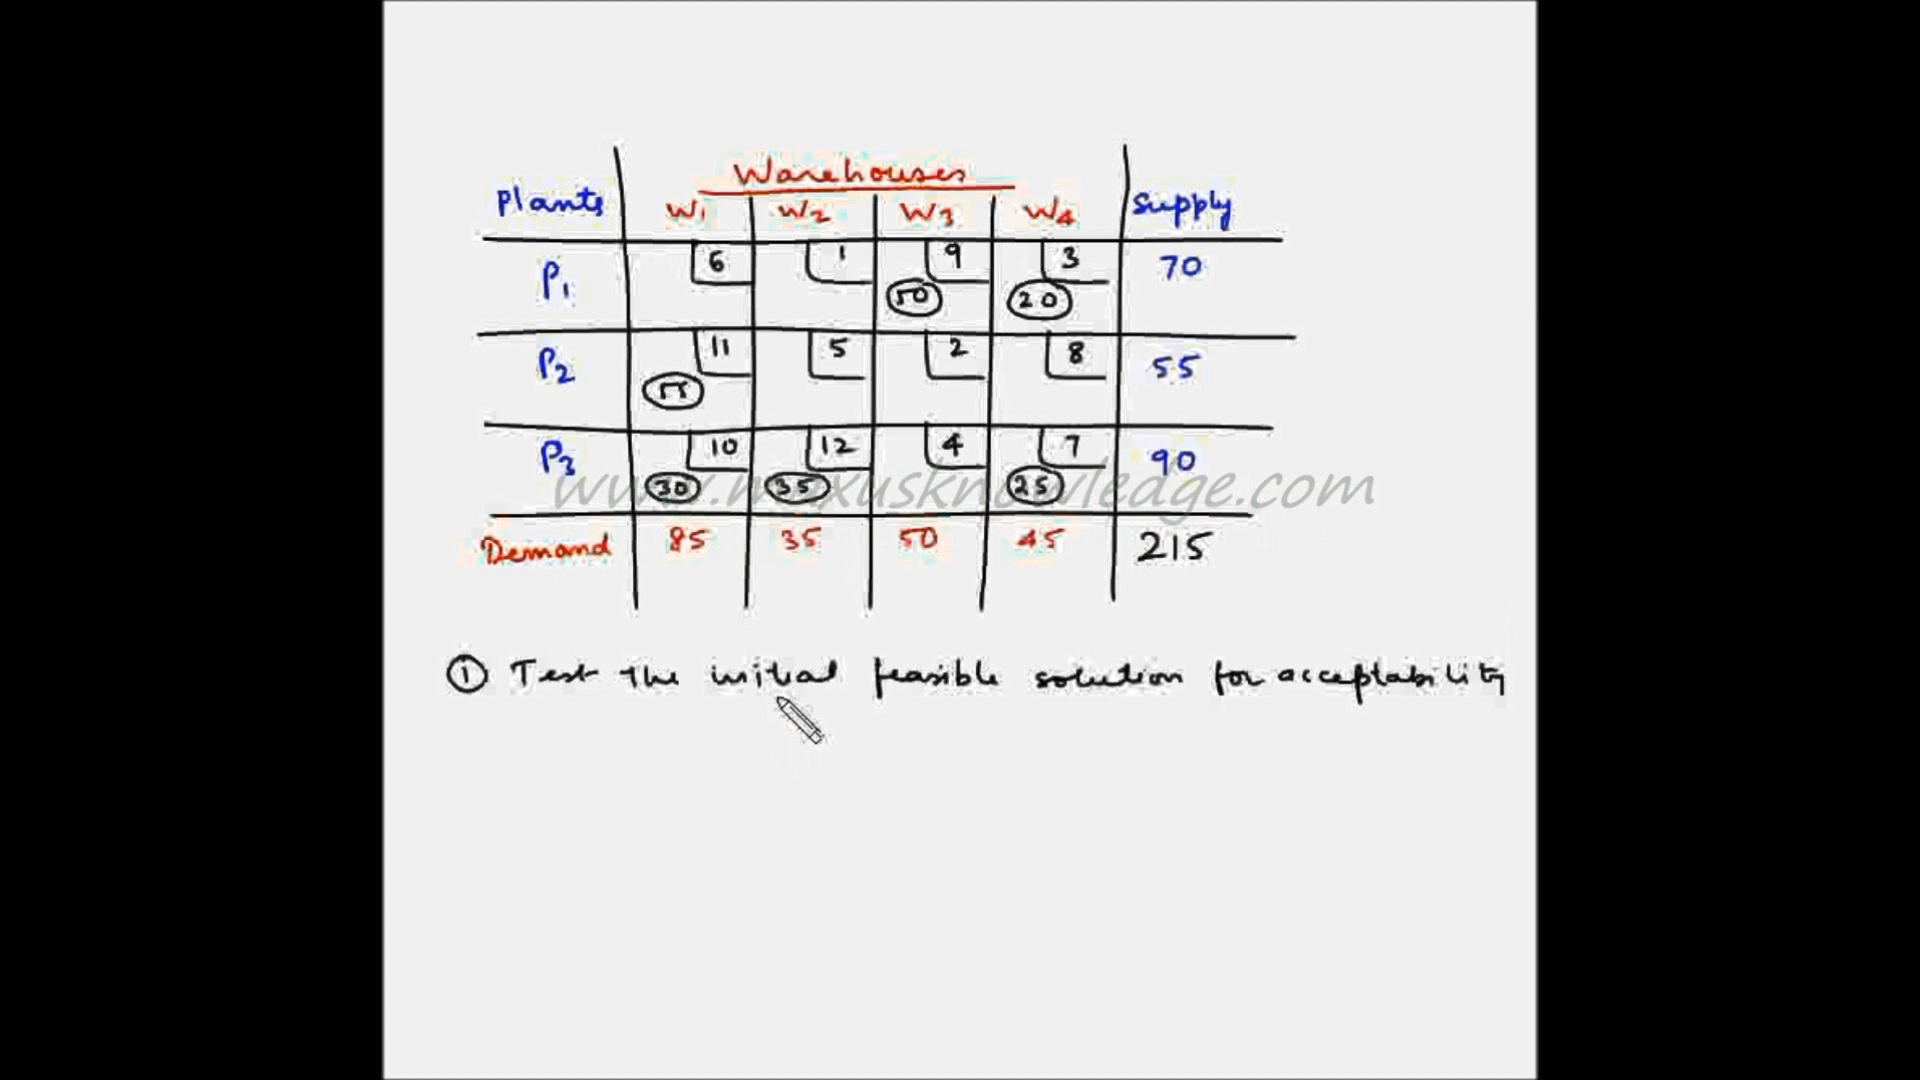 Warehouses
Plants W1 W2 W3 W4 Supply
6 1 9 3
P1 50 20 70
11 5 2 8
P2 55 55
10 12 4 7
P3 30 35 25 90
www.maxusknowledge.com
Demand 85 35 50 45 215
① Test the initial feasible solution for acceptability